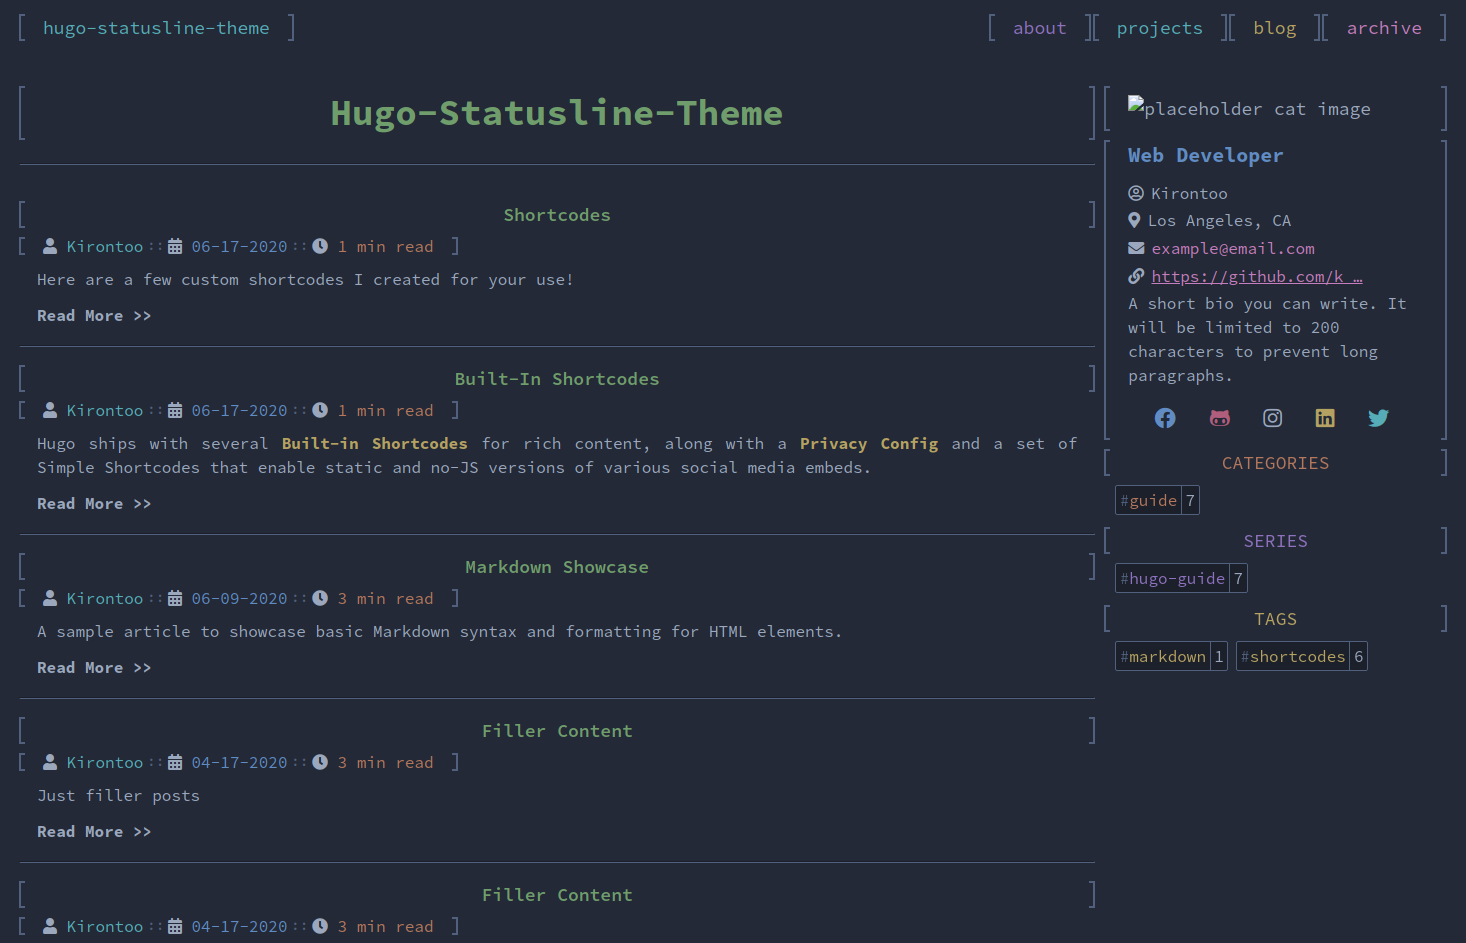 [ hugo-statusline-theme ]
[ about ][ projects ][ blog ][ archive ]
[ Hugo-Statusline-Theme ]
[ Shortcodes ]
[ Kirontoo :: 06-17-2020 :: 1 min read ]
Here are a few custom shortcodes I created for your use!
Read More >>
[ Built-In Shortcodes ]
[ Kirontoo :: 06-17-2020 :: 1 min read ]
Hugo ships with several Built-in Shortcodes for rich content, along with a Privacy Config and a set of
Simple Shortcodes that enable static and no-JS versions of various social media embeds.
Read More >>
[ Markdown Showcase ]
[ Kirontoo :: 06-09-2020 :: 3 min read ]
A sample article to showcase basic Markdown syntax and formatting for HTML elements.
Read More >>
[ Filler Content ]
[ Kirontoo :: 04-17-2020 :: 3 min read ]
Just filler posts
Read More >>
[ Filler Content ]
[ Kirontoo :: 04-17-2020 :: 3 min read ]
[ placeholder cat image ]
Web Developer
Kirontoo
Los Angeles, CA
example@email.com
https://github.com/k …
A short bio you can write. It
will be limited to 200
characters to prevent long
paragraphs.
[ CATEGORIES ]
#guide 7
[ SERIES ]
#hugo-guide 7
[ TAGS ]
#markdown 1 #shortcodes 6